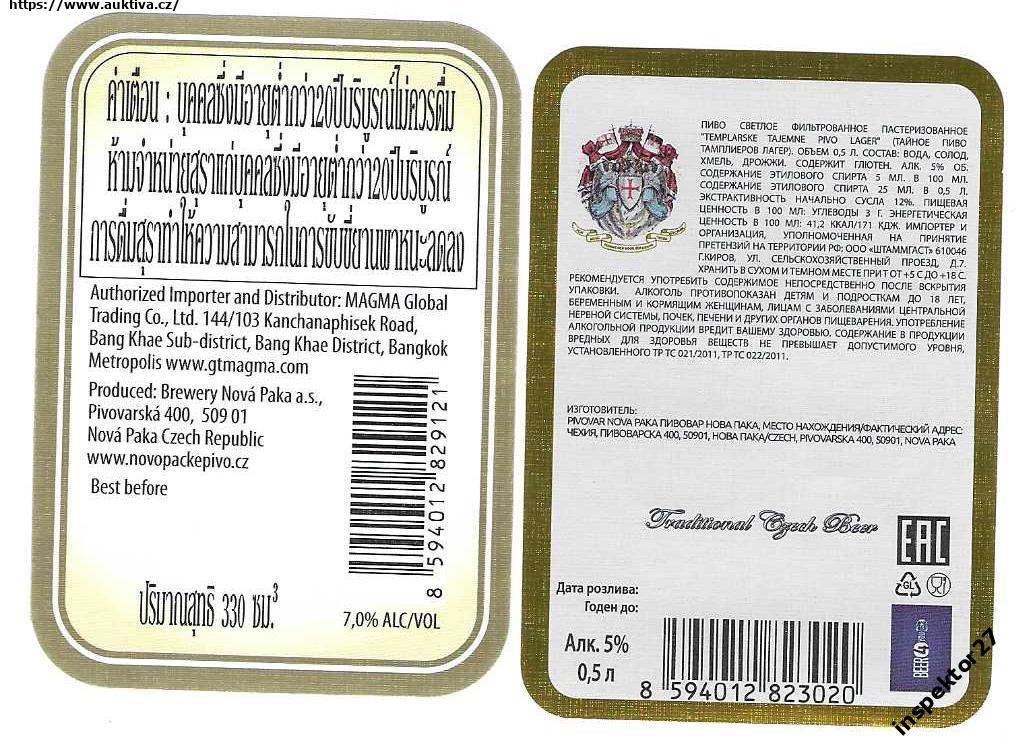 https://www.auktiva.cz/
คำเตือน : บุคคลซึ่งมีอายุต่ำกว่า20ปีบริบูรณ์ไม่ควรดื่ม
ห้ามจำหน่ายสุราแก่บุคคลซึ่งมีอายุต่ำกว่า20ปีบริบูรณ์
การดื่มสุราทำให้ความสามารถในการขับขี่ยานพาหนะลดลง
Authorized Importer and Distributor: MAGMA Global
Trading Co., Ltd. 144/103 Kanchanaphisek Road,
Bang Khae Sub-district, Bang Khae District, Bangkok
Metropolis www.gtmagma.com
Produced: Brewery Nová Paka a.s.,
Pivovarská 400, 509 01
Nová Paka Czech Republic
www.novopackepivo.cz
Best before
8 594012 829121
ปริมาณสุทธิ 330 ซม.³
7,0% ALC/VOL
ПИВО СВЕТЛОЕ ФИЛЬТРОВАННОЕ ПАСТЕРИЗОВАННОЕ
"TEMPLARSKE TAJEMNE PIVO LAGER" (ТАЙНОЕ ПИВО
ТАМПЛИЕРОВ ЛАГЕР). ОБЪЕМ 0,5 Л. СОСТАВ: ВОДА, СОЛОД,
ХМЕЛЬ, ДРОЖЖИ. СОДЕРЖИТ ГЛЮТЕН. АЛК. 5% ОБ.
СОДЕРЖАНИЕ ЭТИЛОВОГО СПИРТА 5 МЛ. В 100 МЛ.
СОДЕРЖАНИЕ ЭТИЛОВОГО СПИРТА 25 МЛ. В 0,5 Л.
ЭКСТРАКТИВНОСТЬ НАЧАЛЬНО СУСЛА 12%. ПИЩЕВАЯ
ЦЕННОСТЬ В 100 МЛ: УГЛЕВОДЫ 3 Г. ЭНЕРГЕТИЧЕСКАЯ
ЦЕННОСТЬ В 100 МЛ: 41,2 ККАЛ/171 КДЖ. ИМПОРТЕР И
ОРГАНИЗАЦИЯ, УПОЛНОМОЧЕННАЯ НА ПРИНЯТИЕ
ПРЕТЕНЗИЙ НА ТЕРРИТОРИИ РФ: ООО «ШТАММГАСТ» 610046
Г.КИРОВ, УЛ. СЕЛЬСКОХОЗЯЙСТВЕННЫЙ ПРОЕЗД, Д.7.
ХРАНИТЬ В СУХОМ И ТЕМНОМ МЕСТЕ ПРИ Т ОТ +5 С ДО +18 С.
РЕКОМЕНДУЕТСЯ УПОТРЕБИТЬ СОДЕРЖИМОЕ НЕПОСРЕДСТВЕННО ПОСЛЕ ВСКРЫТИЯ
УПАКОВКИ. АЛКОГОЛЬ ПРОТИВОПОКАЗАН ДЕТЯМ И ПОДРОСТКАМ ДО 18 ЛЕТ,
БЕРЕМЕННЫМ И КОРМЯЩИМ ЖЕНЩИНАМ, ЛИЦАМ С ЗАБОЛЕВАНИЯМИ ЦЕНТРАЛЬНОЙ
НЕРВНОЙ СИСТЕМЫ, ПОЧЕК, ПЕЧЕНИ И ДРУГИХ ОРГАНОВ ПИЩЕВАРЕНИЯ. УПОТРЕБЛЕНИЕ
АЛКОГОЛЬНОЙ ПРОДУКЦИИ ВРЕДИТ ВАШЕМУ ЗДОРОВЬЮ. СОДЕРЖАНИЕ В ПРОДУКЦИИ
ВРЕДНЫХ ДЛЯ ЗДОРОВЬЯ ВЕЩЕСТВ НЕ ПРЕВЫШАЕТ ДОПУСТИМОГО УРОВНЯ,
УСТАНОВЛЕННОГО ТР ТС 021/2011, ТР ТС 022/2011.
ИЗГОТОВИТЕЛЬ:
PIVOVAR NOVA PAKA ПИВОВАР НОВА ПАКА, МЕСТО НАХОЖДЕНИЯ/ФАКТИЧЕСКИЙ АДРЕС:
ЧЕХИЯ, ПИВОВАРСКА 400, 50901, НОВА ПАКА/CZECH, PIVOVARSKA 400, 50901, NOVA PAKA
Traditional Czech Beer
EAC
GL
Дата розлива:
Годен до:
Алк. 5%
0,5 л
8 594012 823020
BEER4
inspektor27